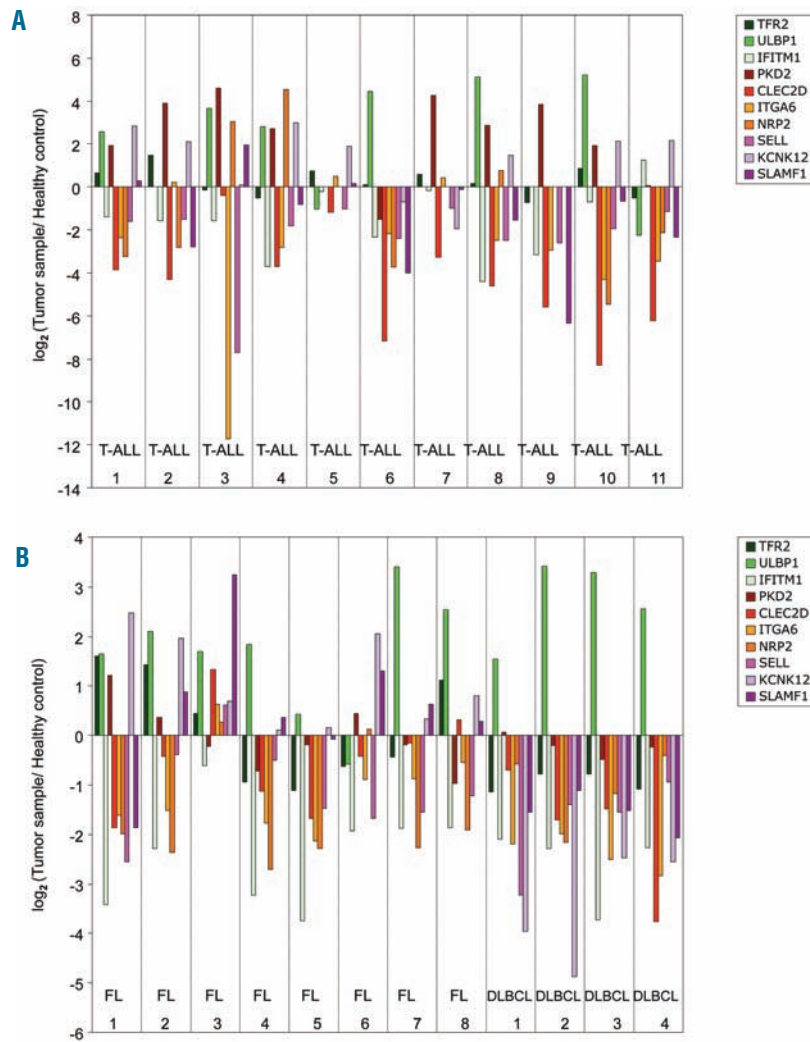 A
8
6
4
2
0
-2
-4
-6
-8
-10
-12
-14
log2 (Tumor sample/ Healthy control)
T-ALL T-ALL T-ALL T-ALL T-ALL T-ALL T-ALL T-ALL T-ALL T-ALL T-ALL
1 2 3 4 5 6 7 8 9 10 11
TFR2
ULBP1
IFITM1
PKD2
CLEC2D
ITGA6
NRP2
SELL
KCNK12
SLAMF1
B
4
3
2
1
0
-1
-2
-3
-4
-5
-6
log2 (Tumor sample/ Healthy control)
FL FL FL FL FL FL FL FL DLBCL DLBCL DLBCL DLBCL
1 2 3 4 5 6 7 8 1 2 3 4
TFR2
ULBP1
IFITM1
PKD2
CLEC2D
ITGA6
NRP2
SELL
KCNK12
SLAMF1